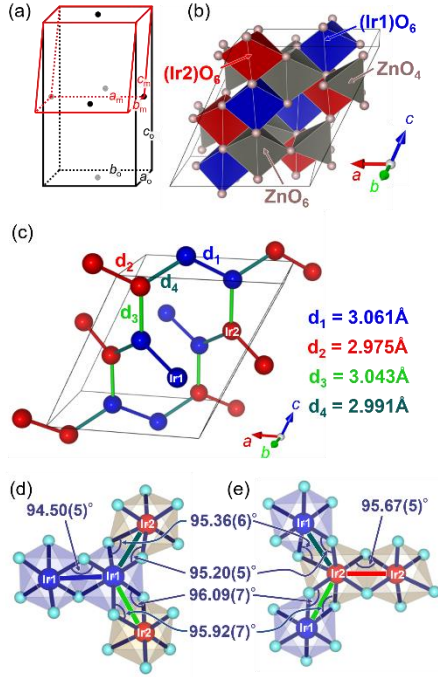 (a)
c_m
a_m
b_m
c_o
b_o
a_o
(b)
(Ir1)O₆
(Ir2)O₆
ZnO₄
ZnO₆
c
a
b
(c)
d₁
d₂
d₄
d₃
Ir2
Ir1
d₁ = 3.061Å
d₂ = 2.975Å
d₃ = 3.043Å
d₄ = 2.991Å
c
a
b
(d)
(e)
94.50(5)°
95.36(6)°
95.67(5)°
Ir2
Ir1
Ir1
Ir1
Ir2
Ir2
95.20(5)°
96.09(7)°
95.92(7)°
Ir2
Ir1